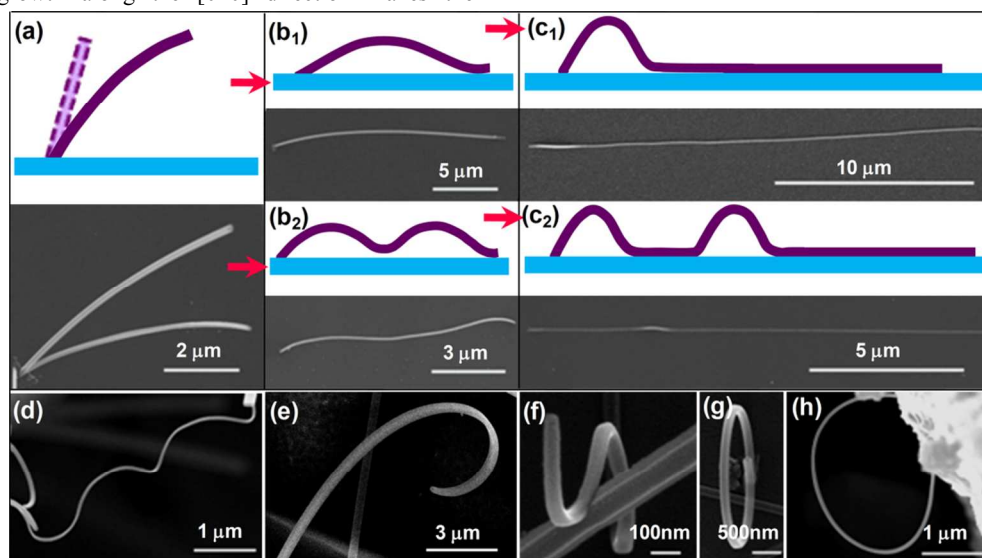 (a)
(b₁)
(c₁)
5 μm
10 μm
(b₂)
(c₂)
2 μm
3 μm
5 μm
(d)
(e)
(f)
(g)
(h)
1 μm
3 μm
100nm
500nm
1 μm